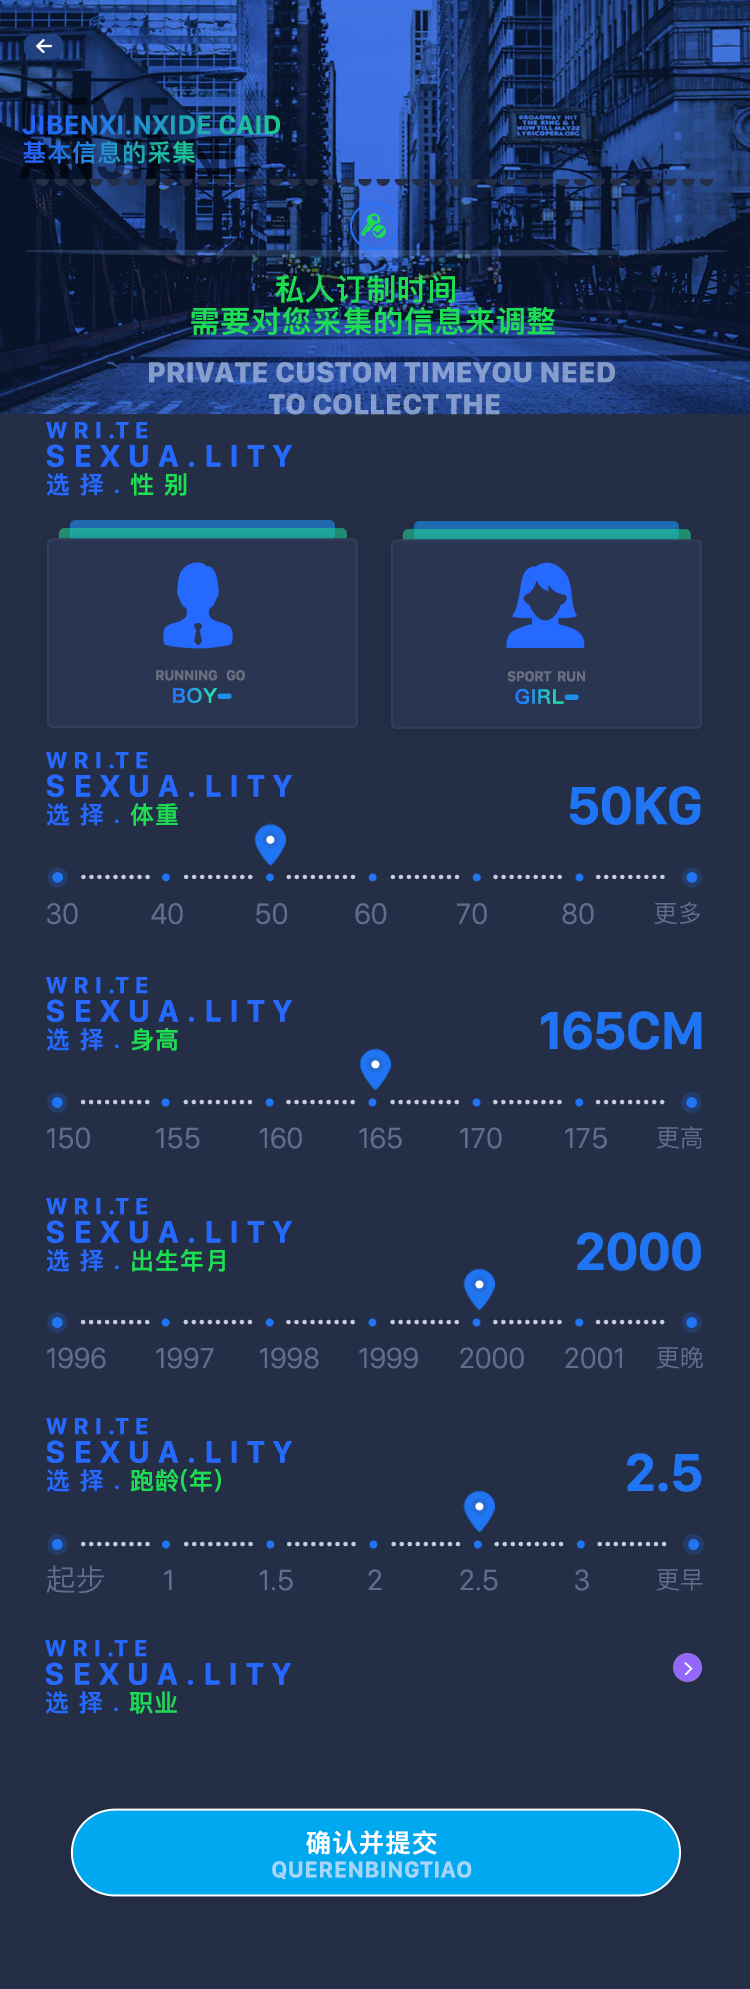 JIBENXI.NXIDE CAID
基本信息的采集
BROADWAY HIT
THE KING & I
NOW TILL MAY22
LYRICOPERA.ORG
私人订制时间
需要对您采集的信息来调整
PRIVATE CUSTOM TIMEYOU NEED
TO COLLECT THE
WRI.TE
SEXUA.LITY
选 择 . 性 别
RUNNING GO
BOY
SPORT RUN
GIRL
WRI.TE
SEXUA.LITY
选 择 . 体重
50KG
30 40 50 60 70 80 更多
WRI.TE
SEXUA.LITY
选 择 . 身高
165CM
150 155 160 165 170 175 更高
WRI.TE
SEXUA.LITY
选 择 . 出生年月
2000
1996 1997 1998 1999 2000 2001 更晚
WRI.TE
SEXUA.LITY
选 择 . 跑龄(年)
2.5
起步 1 1.5 2 2.5 3 更早
WRI.TE
SEXUA.LITY
选 择 . 职业
确认并提交
QUERENBINGTIAO